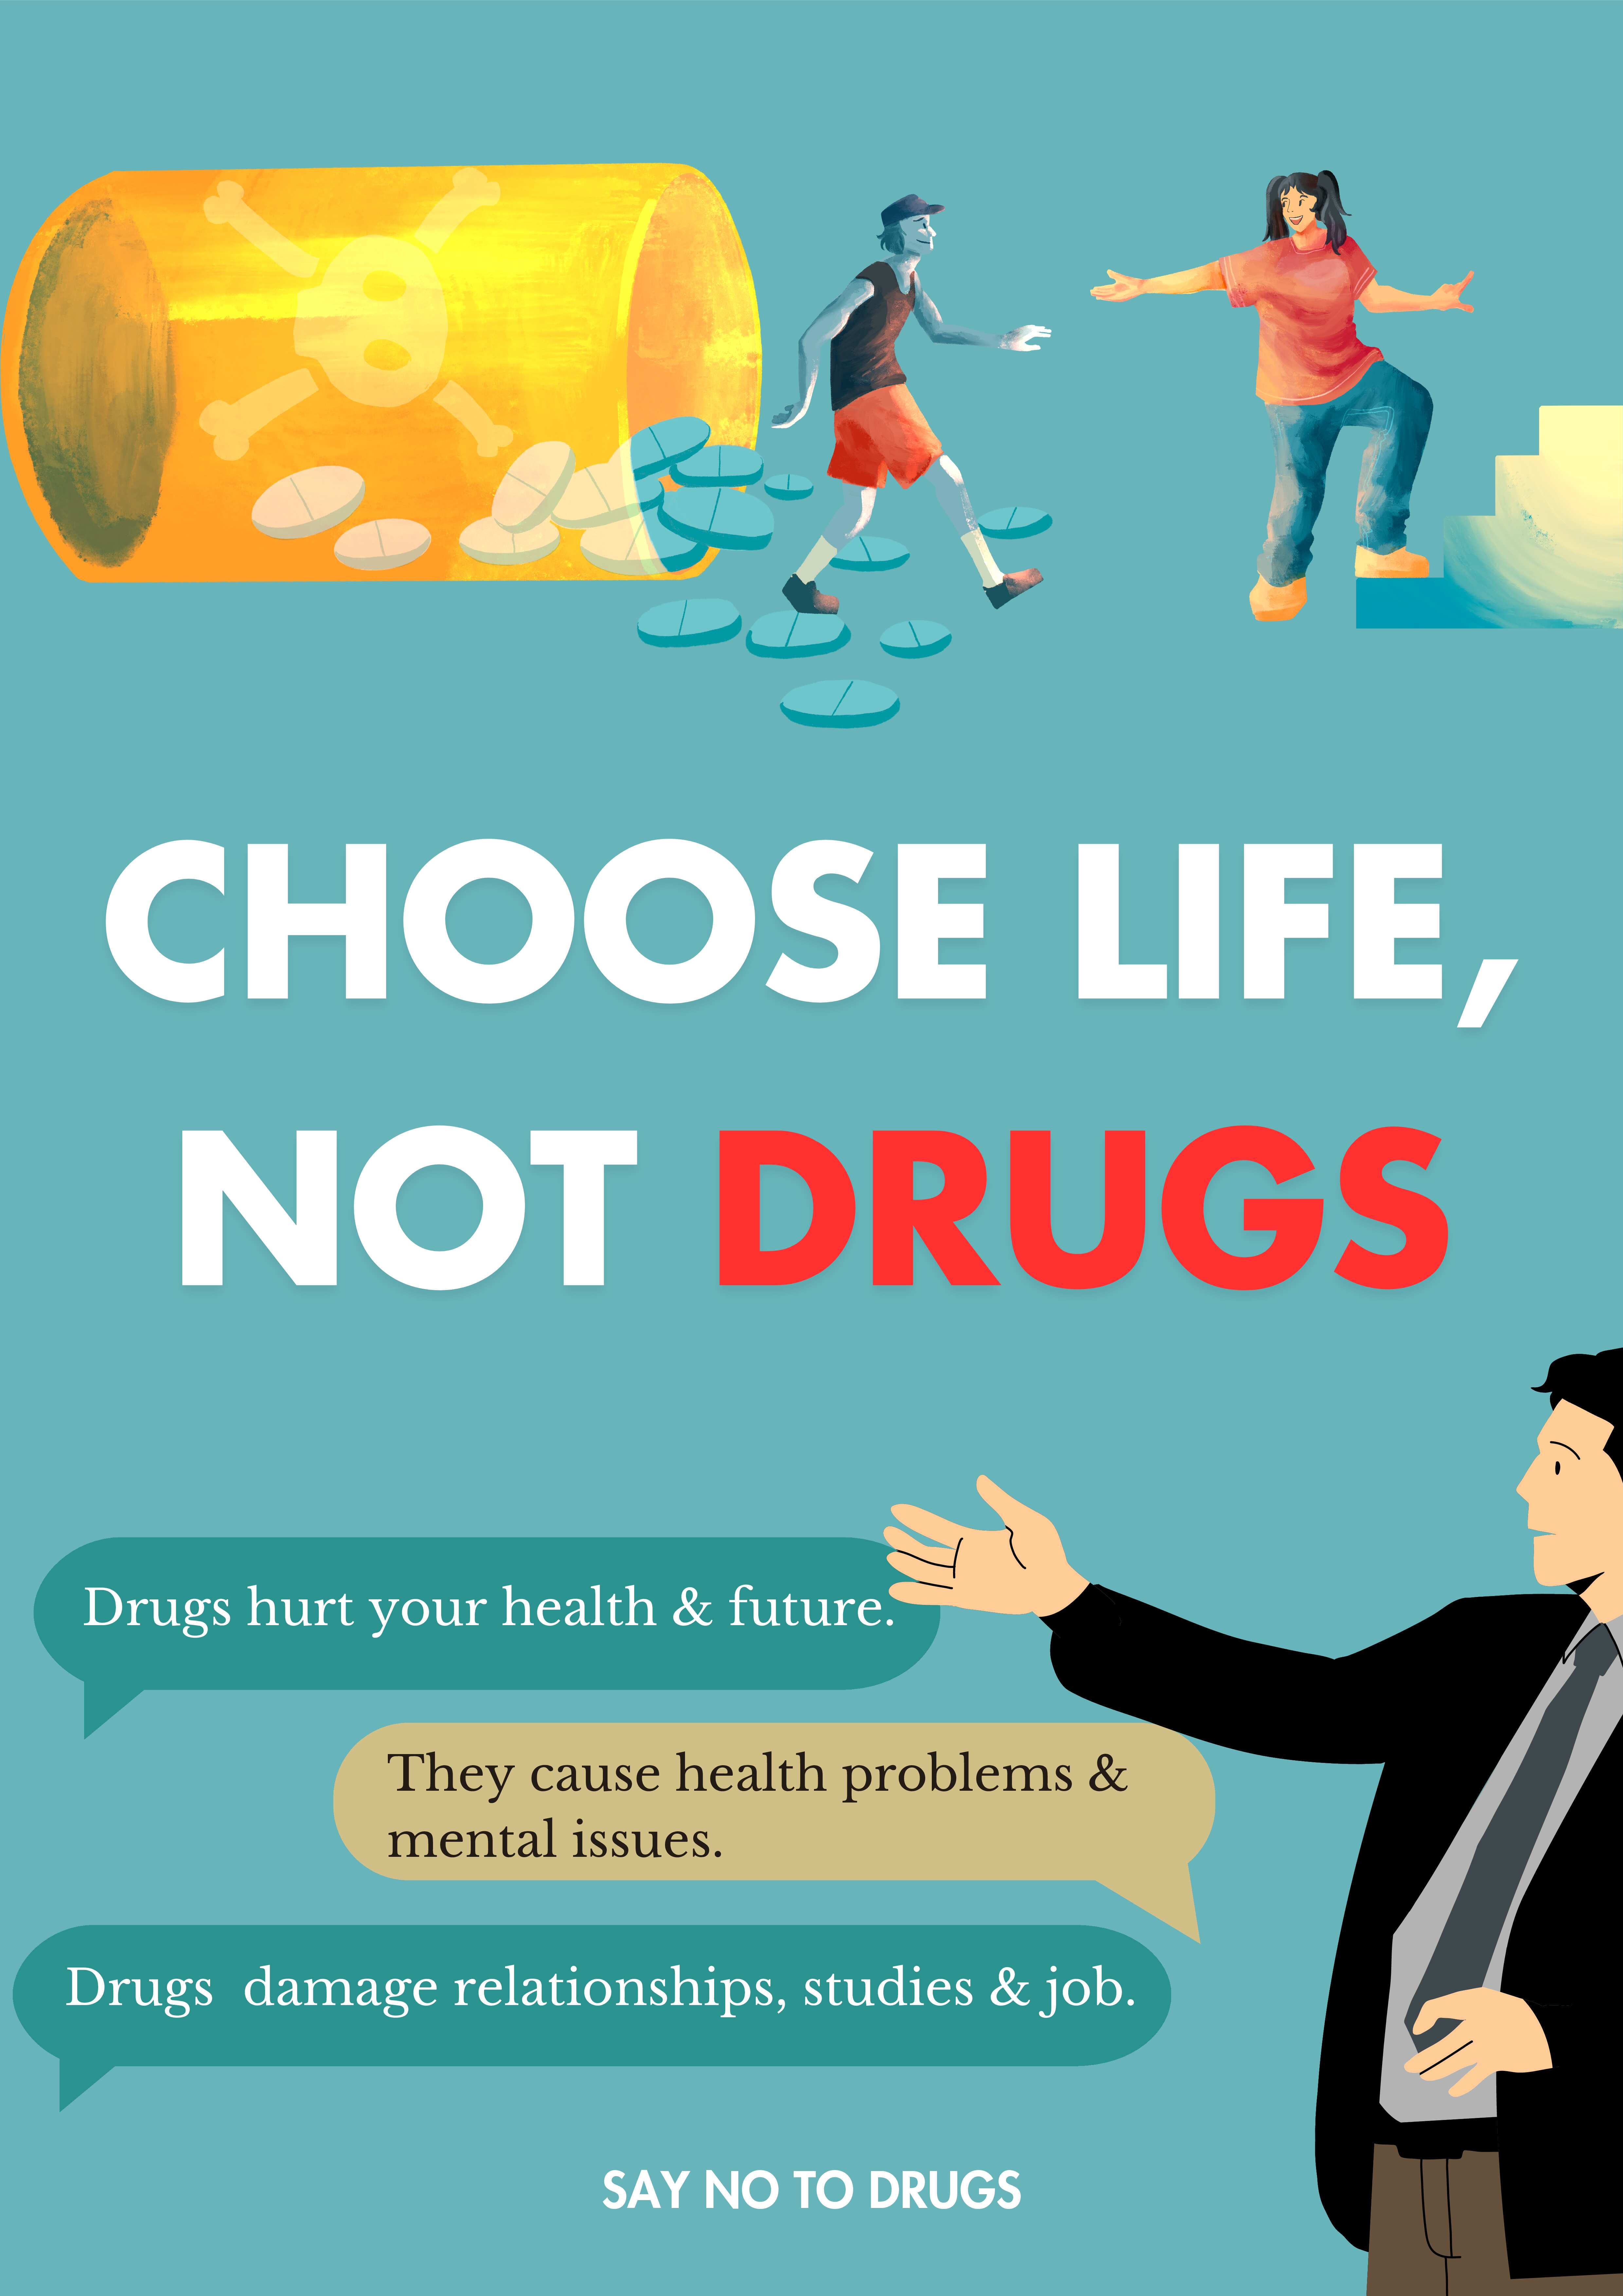 CHOOSE LIFE,
NOT DRUGS
Drugs hurt your health & future.
They cause health problems &
mental issues.
Drugs  damage relationships, studies & job.
SAY NO TO DRUGS